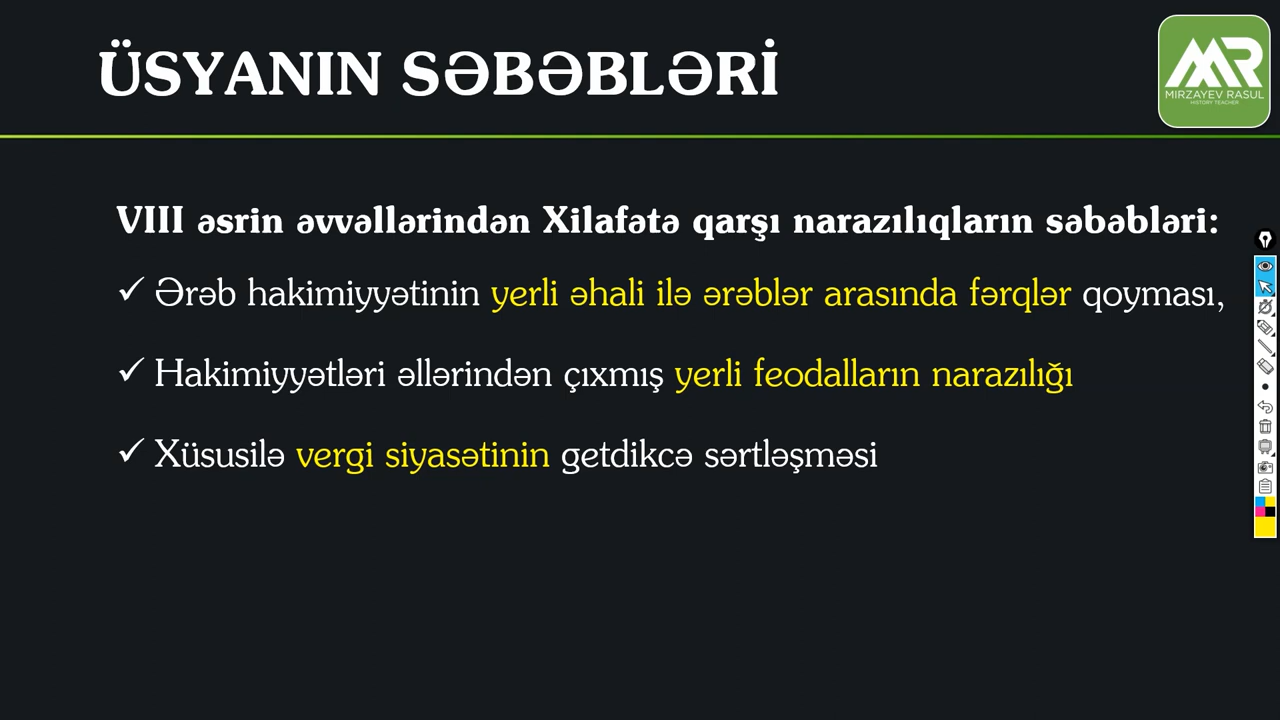 ÜSYANIN SƏBƏBLƏRİ
MR
MIRZAYEV RASUL
HISTORY TEACHER
VIII əsrin əvvəllərindən Xilafətə qarşı narazılıqların səbəbləri:
✓ Ərəb hakimiyyətinin yerli əhali ilə ərəblər arasında fərqlər qoyması,
✓ Hakimiyyətləri əllərindən çıxmış yerli feodalların narazılığı
✓ Xüsusilə vergi siyasətinin getdikcə sərtləşməsi